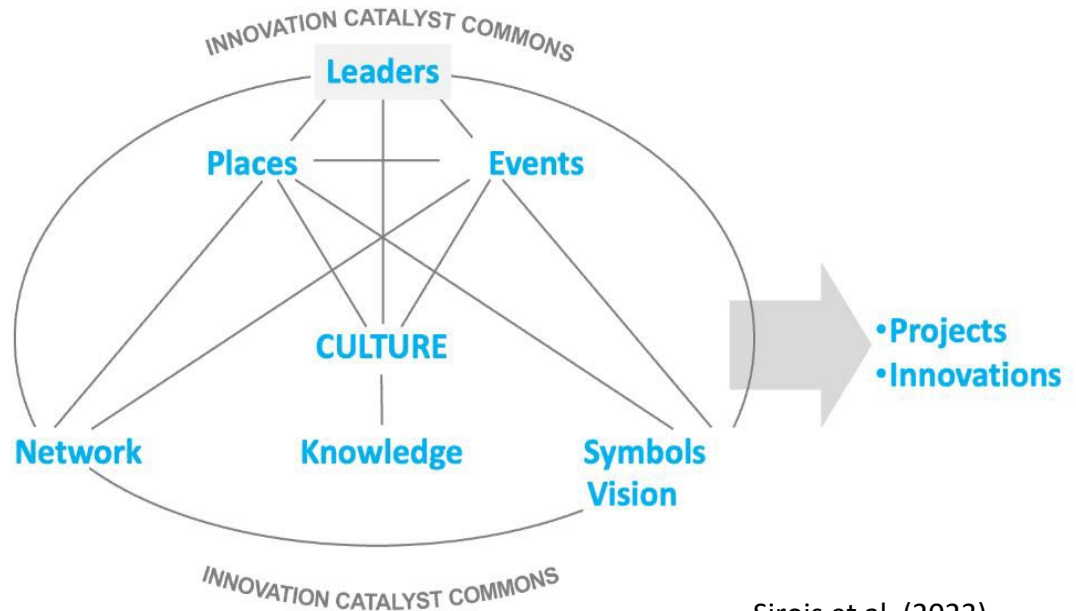 INNOVATION CATALYST COMMONS
Leaders
Places
Events
CULTURE
•Projects
•Innovations
Network
Knowledge
Symbols
Vision
INNOVATION CATALYST COMMONS
Sirois et al. (2022)